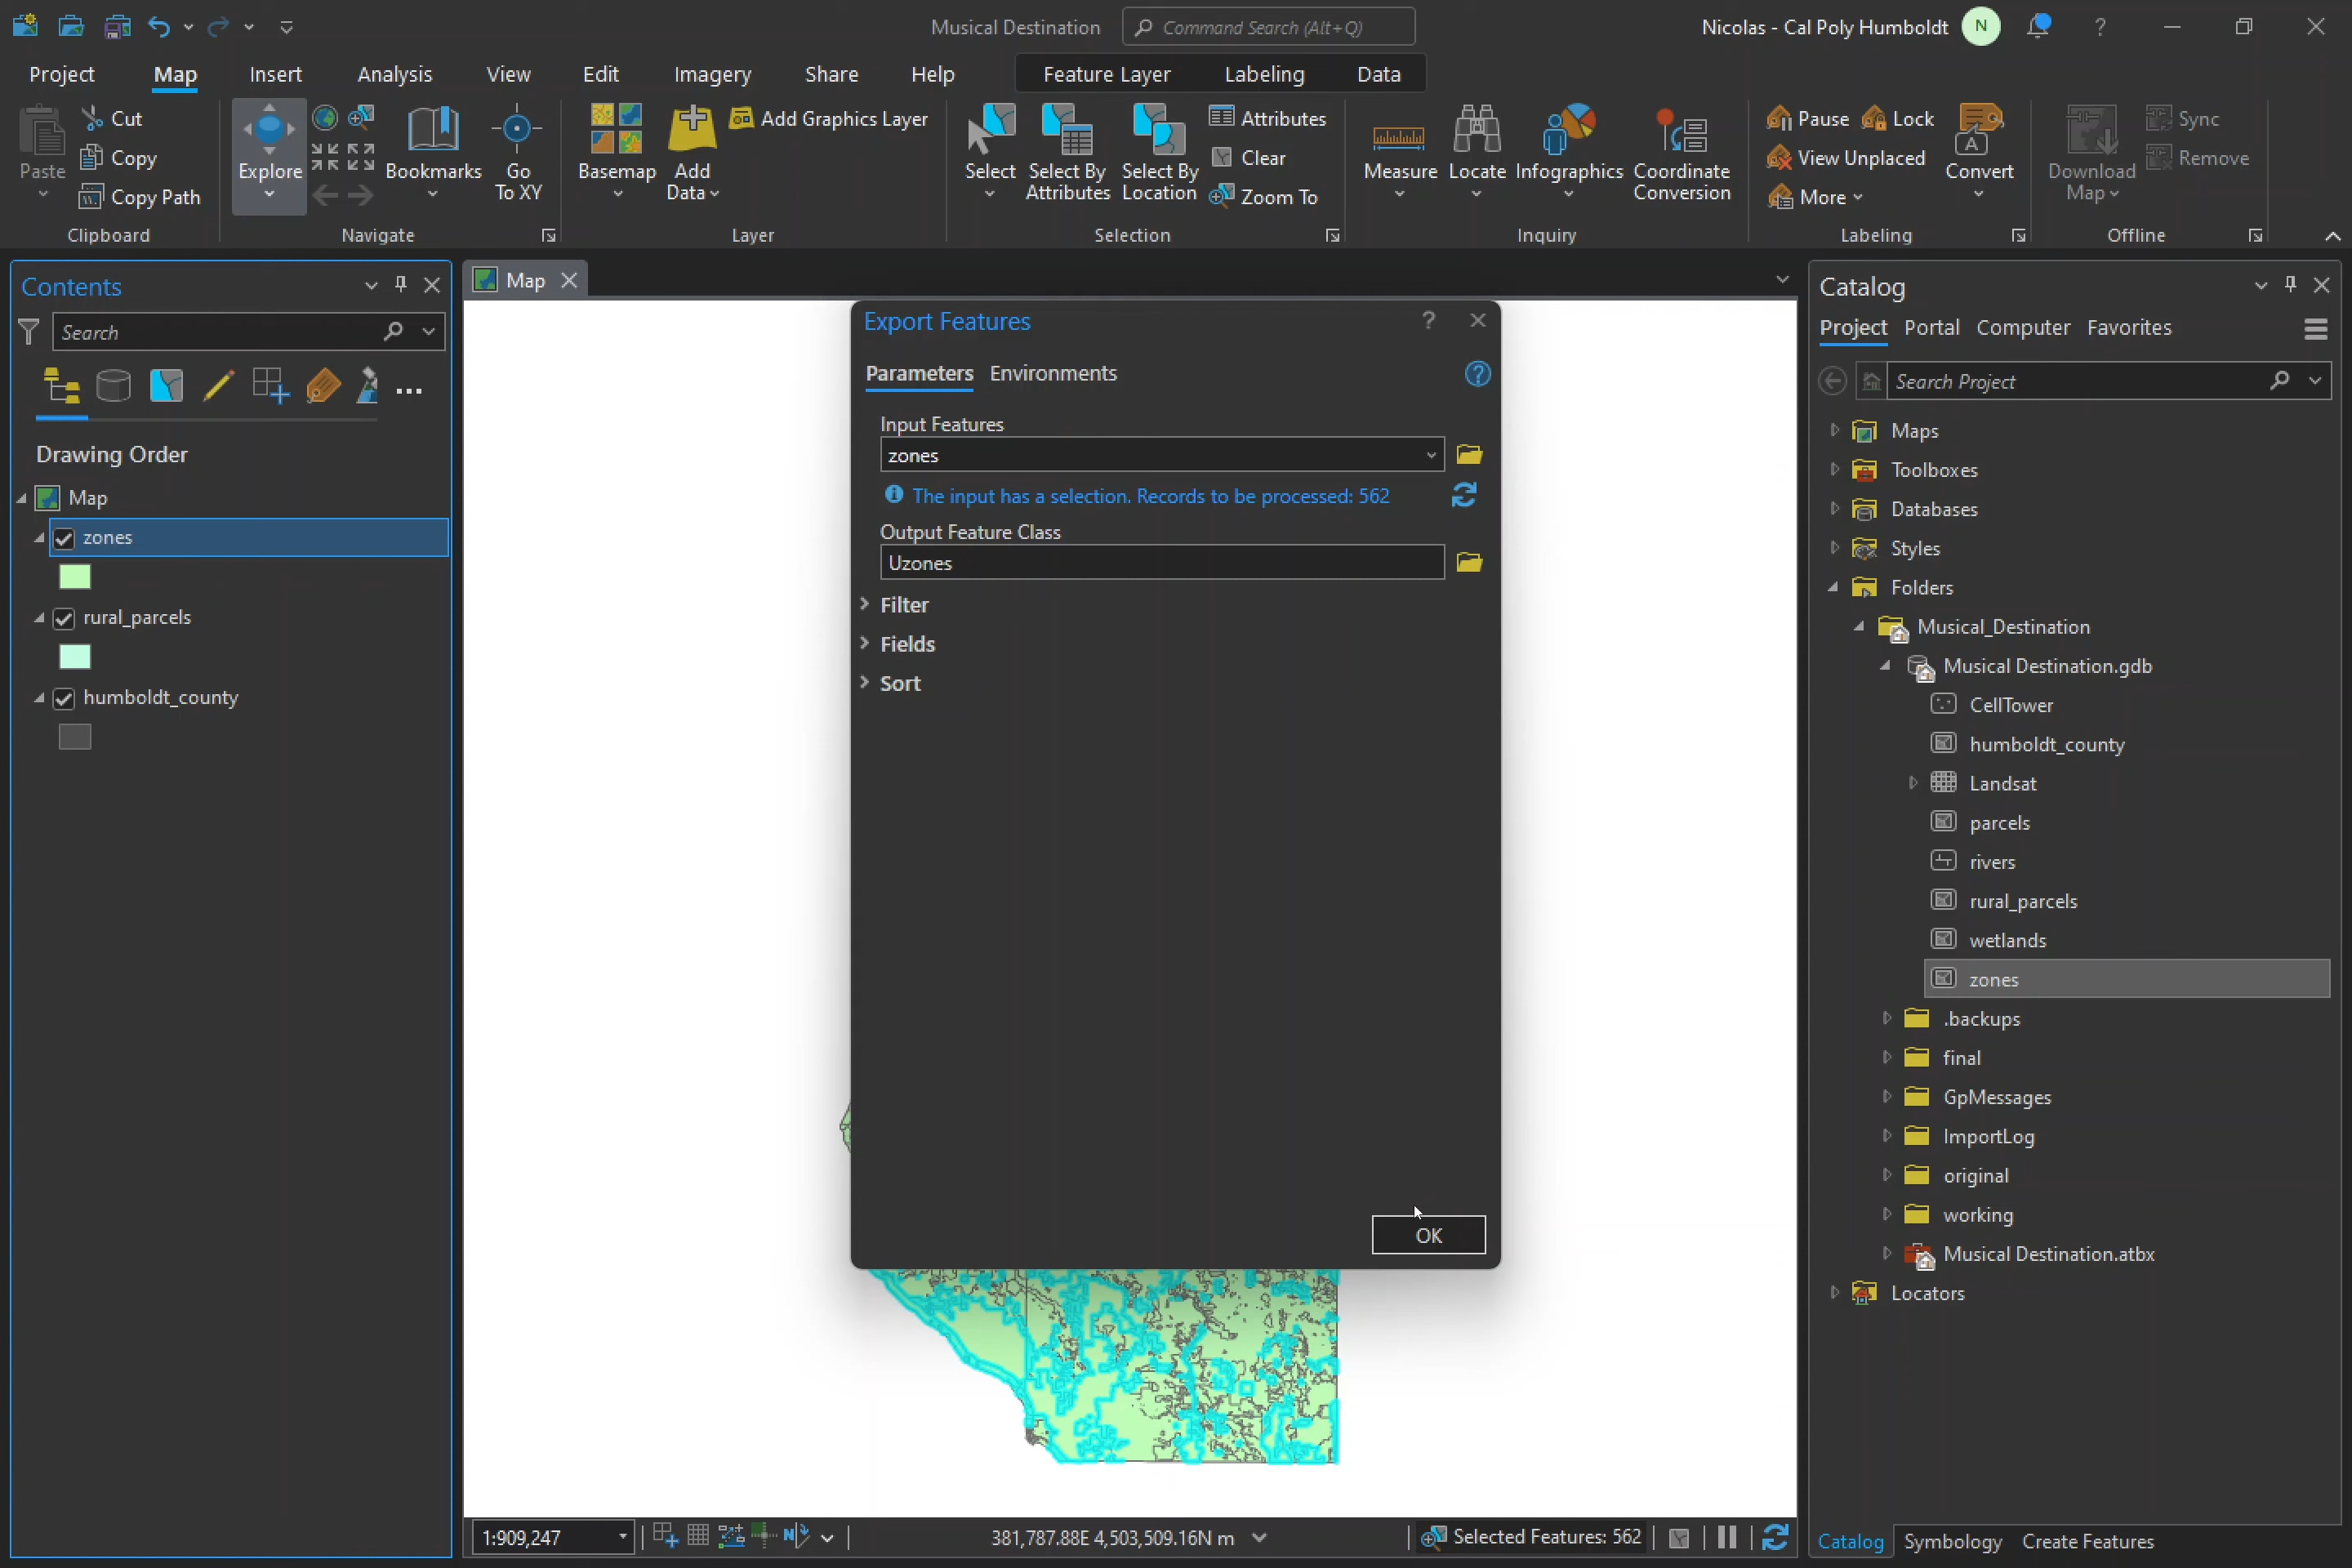 Musical Destination
Command Search (Alt+Q)
Nicolas - Cal Poly Humboldt
N
?
Project
Map
Insert
Analysis
View
Edit
Imagery
Share
Help
Feature Layer
Labeling
Data
Paste
Cut
Copy
Copy Path
Clipboard
Explore
Bookmarks
Go
To XY
Navigate
Basemap
Add
Data
Add Graphics Layer
Layer
Select
Select By
Attributes
Select By
Location
Attributes
Clear
Zoom To
Selection
Measure
Locate
Infographics
Coordinate
Conversion
Inquiry
Pause
Lock
View Unplaced
More
A
Convert
Labeling
Download
Map
Sync
Remove
Offline
Contents
Search
Drawing Order
Map
zones
rural_parcels
humboldt_county
Map
Export Features
?
Parameters
Environments
?
Input Features
zones
The input has a selection. Records to be processed: 562
Output Feature Class
Uzones
Filter
Fields
Sort
OK
1:909,247
N
381,787.88E 4,503,509.16N m
Selected Features: 562
Catalog
Project
Portal
Computer
Favorites
Search Project
Maps
Toolboxes
Databases
Styles
Folders
Musical_Destination
Musical Destination.gdb
CellTower
humboldt_county
Landsat
parcels
rivers
rural_parcels
wetlands
zones
.backups
final
GpMessages
ImportLog
original
working
Musical Destination.atbx
Locators
Catalog
Symbology
Create Features